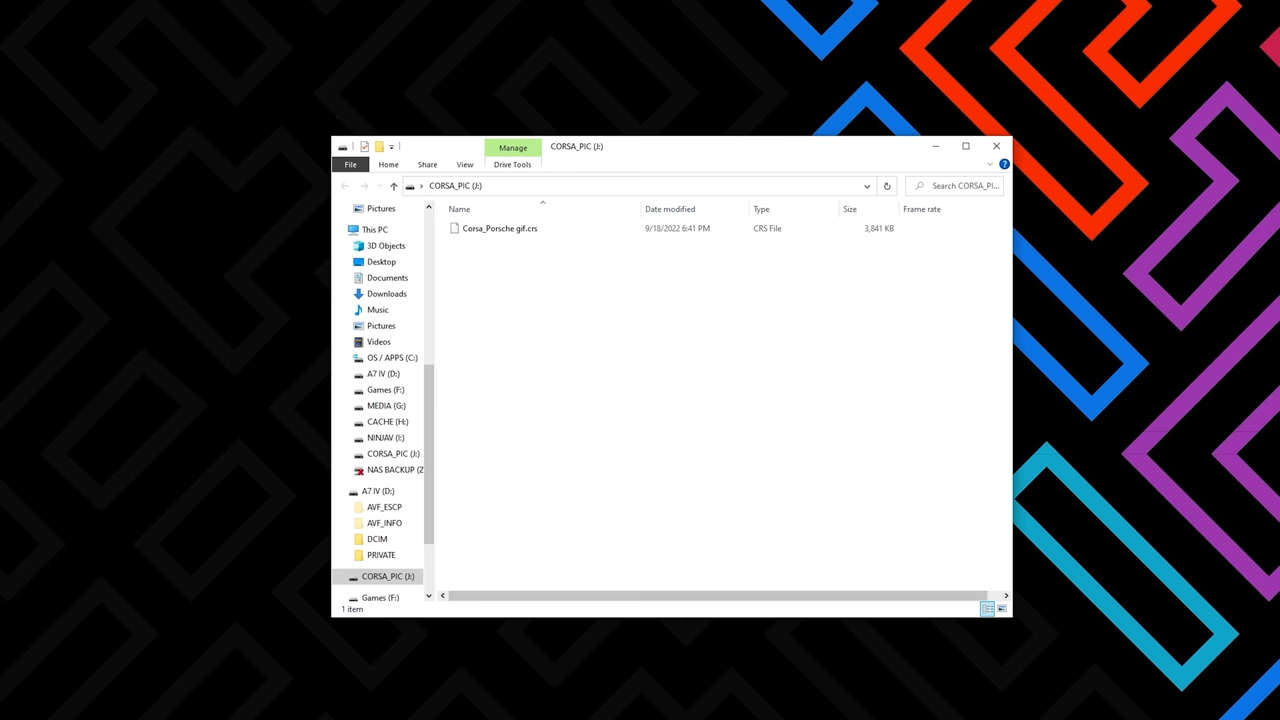 CORSA_PIC (J:)
Manage
File
Home
Share
View
Drive Tools
CORSA_PIC (J:)
Search CORSA_PI...
Name
Date modified
Type
Size
Frame rate
Corsa_Porsche gif.crs
9/18/2022 6:41 PM
CRS File
3,841 KB
Pictures
This PC
3D Objects
Desktop
Documents
Downloads
Music
Pictures
Videos
OS / APPS (C:)
A7 IV (D:)
Games (F:)
MEDIA (G:)
CACHE (H:)
NINJAV (I:)
CORSA_PIC (J:)
NAS BACKUP (Z
A7 IV (D:)
AVF_ESCP
AVF_INFO
DCIM
PRIVATE
CORSA_PIC (J:)
Games (F:)
1 item